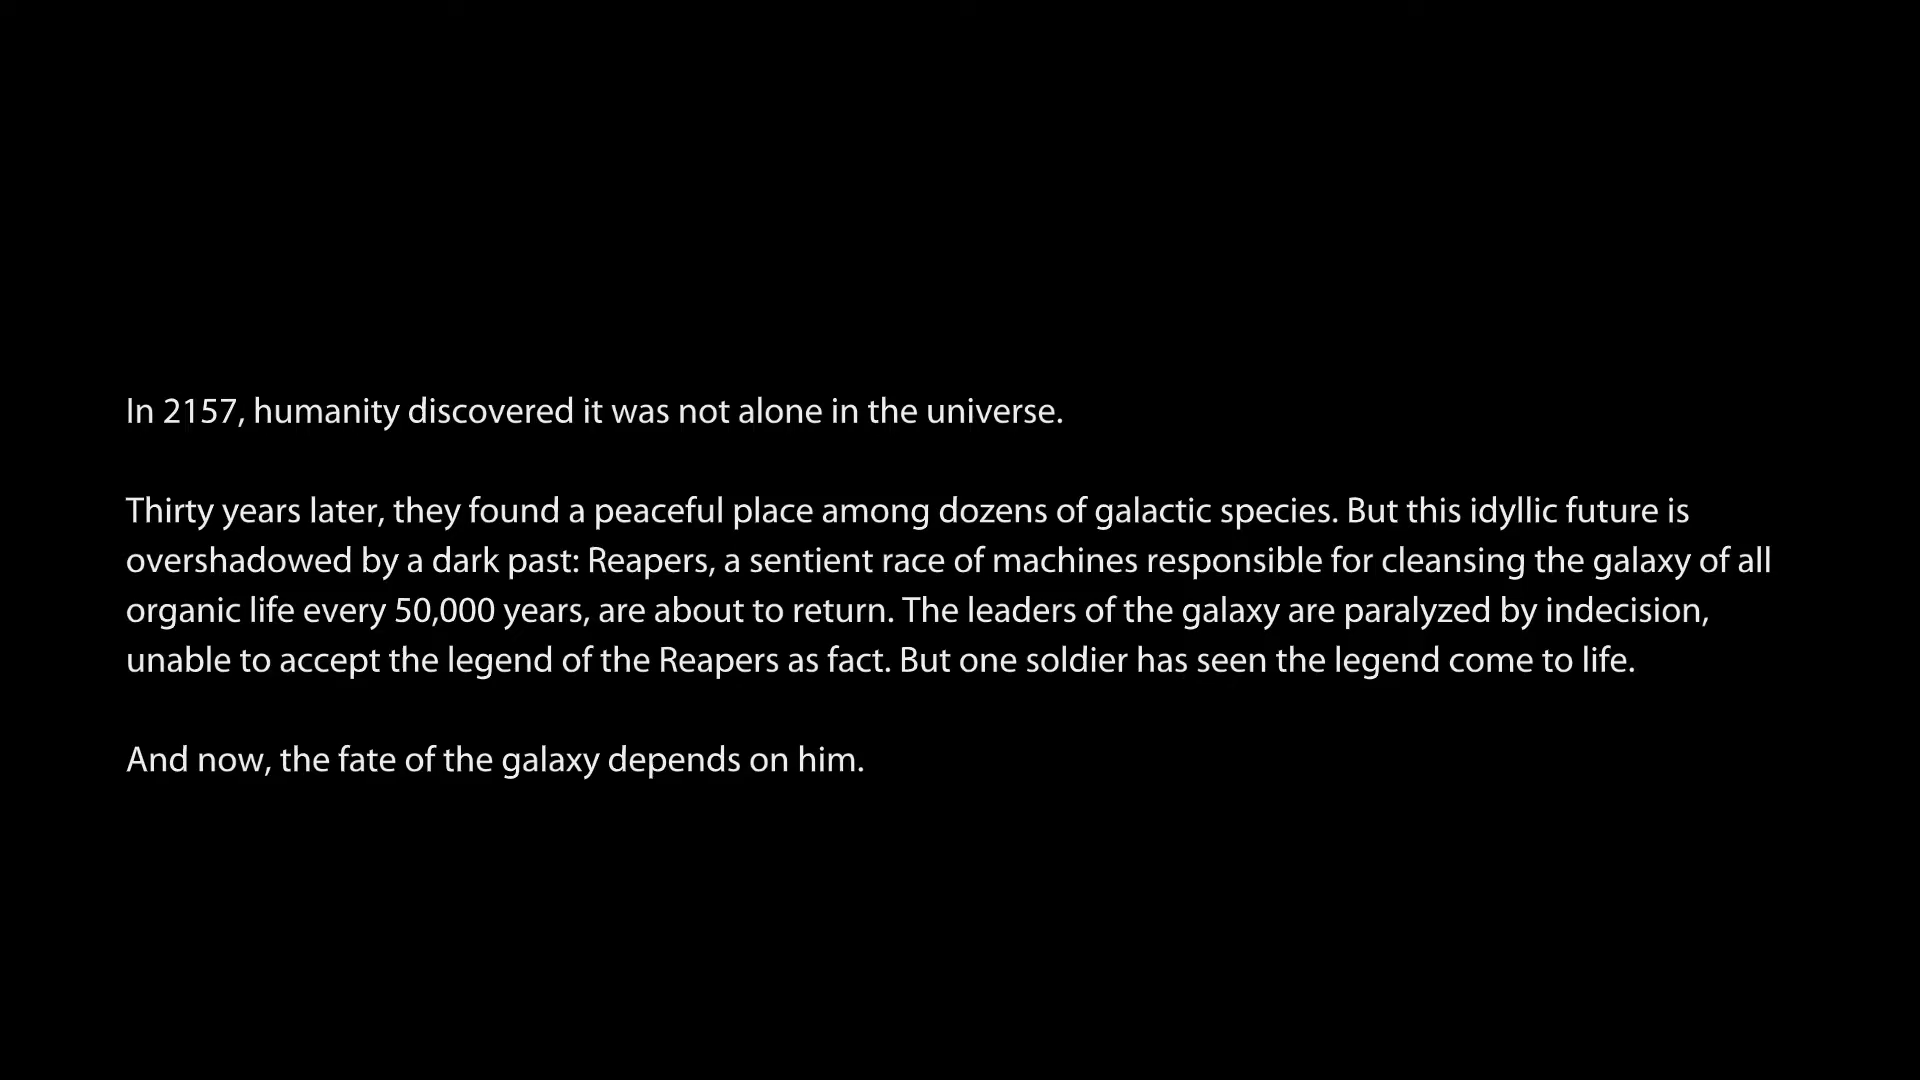 In 2157, humanity discovered it was not alone in the universe.
Thirty years later, they found a peaceful place among dozens of galactic species. But this idyllic future is
overshadowed by a dark past: Reapers, a sentient race of machines responsible for cleansing the galaxy of all
organic life every 50,000 years, are about to return. The leaders of the galaxy are paralyzed by indecision,
unable to accept the legend of the Reapers as fact. But one soldier has seen the legend come to life.
And now, the fate of the galaxy depends on him.